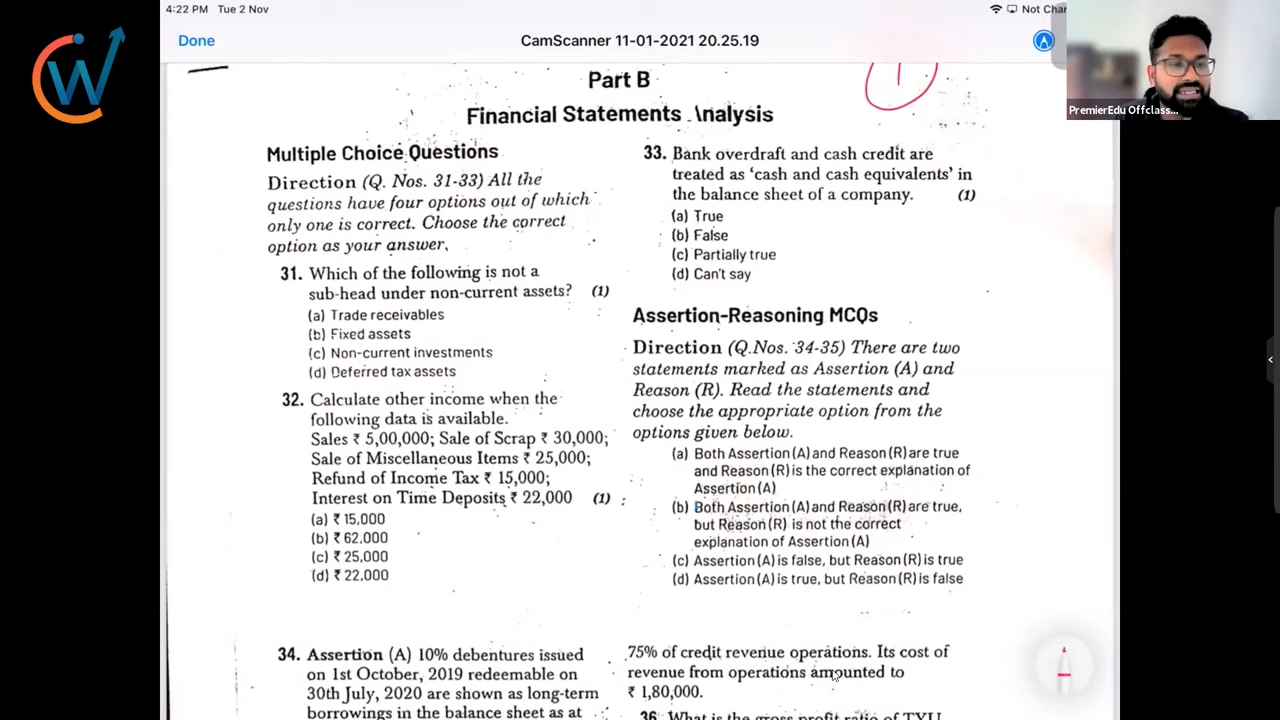 4:22 PM Tue 2 Nov
Not Char
Done
CamScanner 11-01-2021 20.25.19
PremierEdu Offclass...
W
Part B
1
Financial Statements Analysis
Multiple Choice Questions
Direction (Q. Nos. 31-33) All the
questions have four options out of which
only one is correct. Choose the correct
option as your answer.
31. Which of the following is not a
sub-head under non-current assets? (1)
(a) Trade receivables
(b) Fixed assets
(c) Non-current investments
(d) Deferred tax assets
32. Calculate other income when the
following data is available.
Sales ₹ 5,00,000; Sale of Scrap ₹ 30,000;
Sale of Miscellaneous Items ₹ 25,000;
Refund of Income Tax ₹ 15,000;
Interest on Time Deposits ₹ 22,000 (1)
(a) ₹ 15,000
(b) ₹ 62,000
(c) ₹ 25,000
(d) ₹ 22,000
33. Bank overdraft and cash credit are
treated as ‘cash and cash equivalents’ in
the balance sheet of a company. (1)
(a) True
(b) False
(c) Partially true
(d) Can't say
Assertion-Reasoning MCQs
Direction (Q.Nos. 34-35) There are two
statements marked as Assertion (A) and
Reason (R). Read the statements and
choose the appropriate option from the
options given below.
(a) Both Assertion (A) and Reason (R) are true
and Reason (R) is the correct explanation of
Assertion (A)
(b) Both Assertion (A) and Reason (R) are true,
but Reason (R) is not the correct
explanation of Assertion (A)
(c) Assertion (A) is false, but Reason (R) is true
(d) Assertion (A) is true, but Reason (R) is false
34. Assertion (A) 10% debentures issued
on 1st October, 2019 redeemable on
30th July, 2020 are shown as long-term
borrowings in the balance sheet as at
75% of credit revenue operations. Its cost of
revenue from operations amounted to
₹ 1,80,000.
36. What is the gross profit ratio of TYU